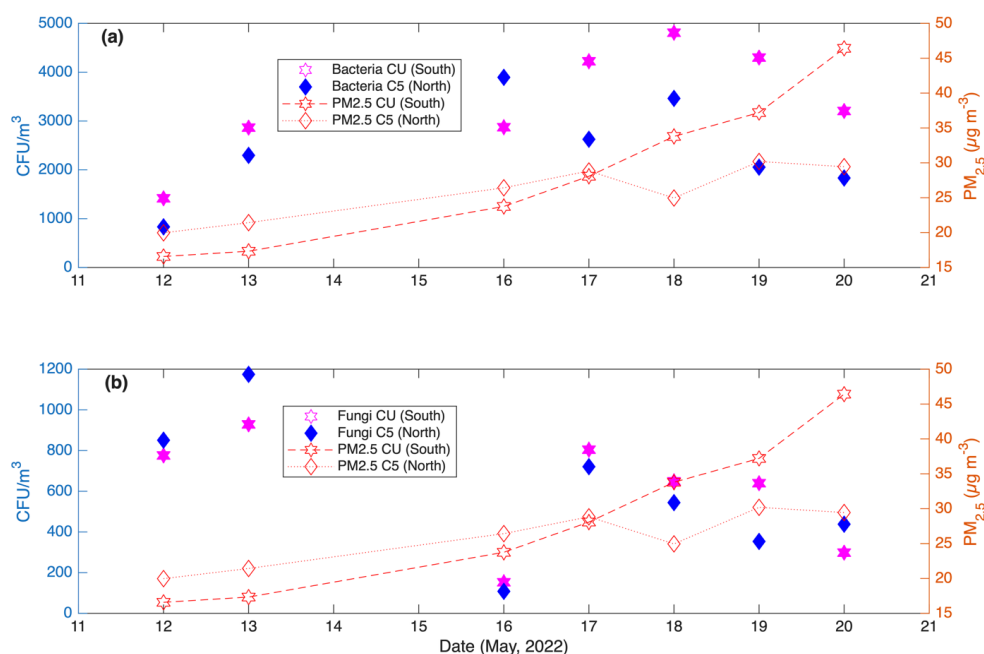 (a)
5000
4000
3000
2000
1000
0
CFU/m³
Bacteria CU (South)
Bacteria C5 (North)
PM2.5 CU (South)
PM2.5 C5 (North)
50
45
40
35
30
25
20
15
PM₂.₅ (µg m⁻³)
11 12 13 14 15 16 17 18 19 20 21
(b)
1200
1000
800
600
400
200
0
CFU/m³
Fungi CU (South)
Fungi C5 (North)
PM2.5 CU (South)
PM2.5 C5 (North)
50
45
40
35
30
25
20
15
PM₂.₅ (µg m⁻³)
11 12 13 14 15 16 17 18 19 20 21
Date (May, 2022)